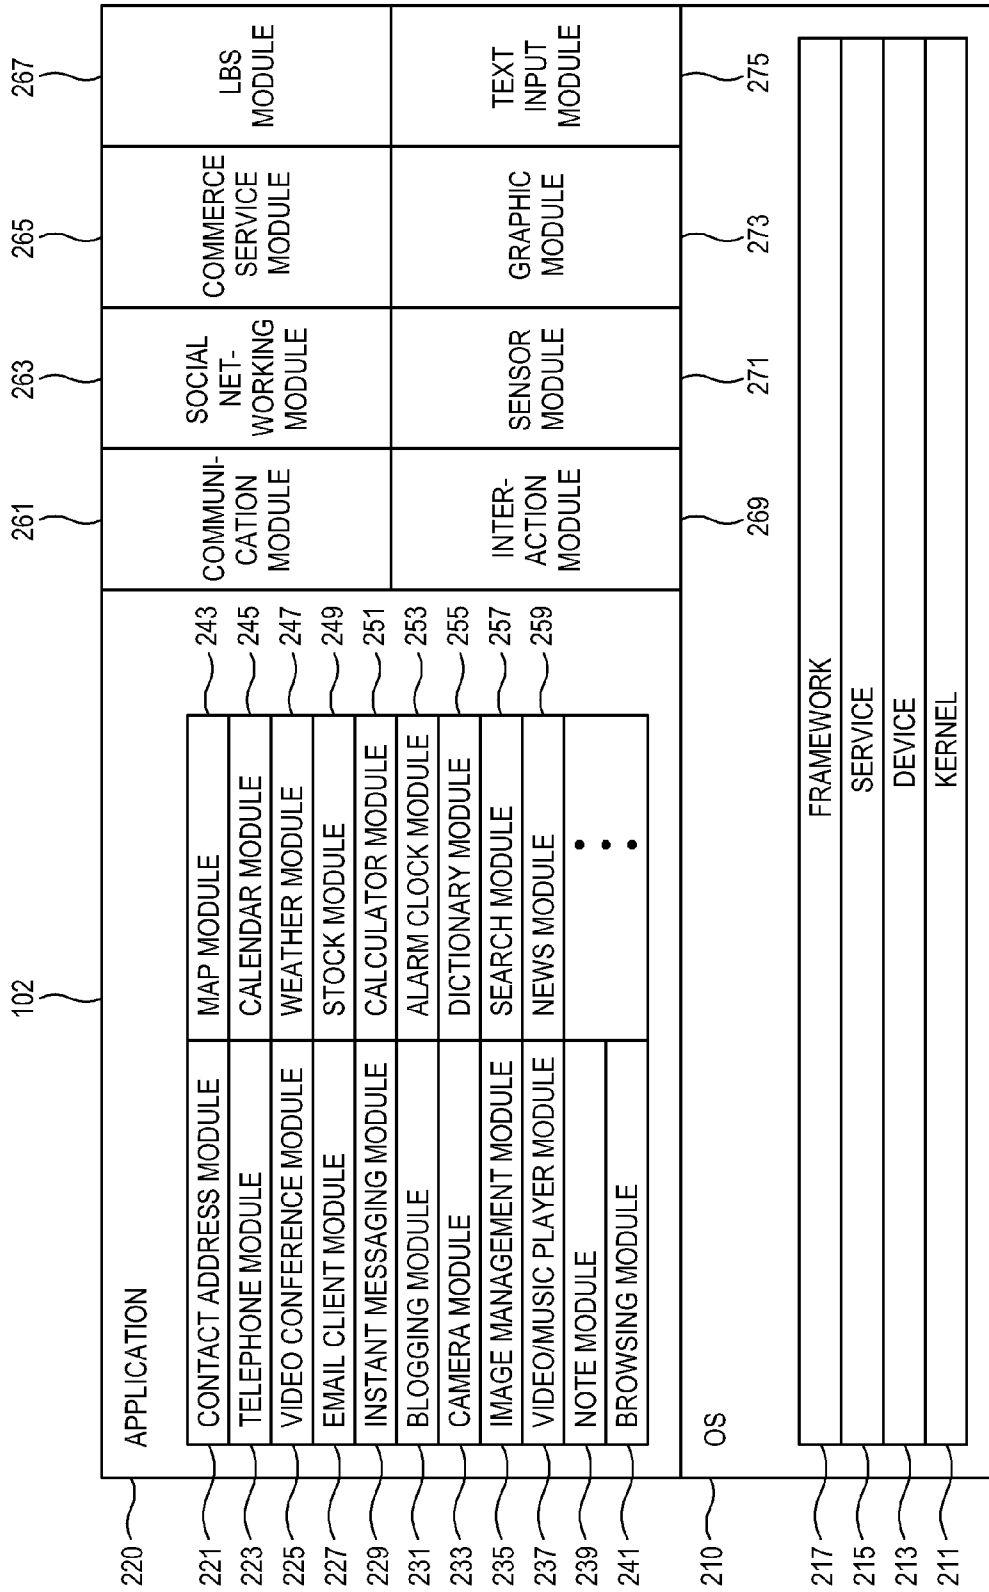 102
261
263
265
267
220
APPLICATION
221
CONTACT ADDRESS MODULE
MAP MODULE
243
223
TELEPHONE MODULE
CALENDAR MODULE
245
225
VIDEO CONFERENCE MODULE
WEATHER MODULE
247
227
EMAIL CLIENT MODULE
STOCK MODULE
249
229
INSTANT MESSAGING MODULE
CALCULATOR MODULE
251
231
BLOGGING MODULE
ALARM CLOCK MODULE
253
233
CAMERA MODULE
DICTIONARY MODULE
255
235
IMAGE MANAGEMENT MODULE
SEARCH MODULE
257
237
VIDEO/MUSIC PLAYER MODULE
NEWS MODULE
259
239
NOTE MODULE
241
BROWSING MODULE
COMMUNI-
CATION
MODULE
SOCIAL
NET-
WORKING
MODULE
COMMERCE
SERVICE
MODULE
LBS
MODULE
INTER-
ACTION
MODULE
SENSOR
MODULE
GRAPHIC
MODULE
TEXT
INPUT
MODULE
269
271
273
275
210
OS
217
FRAMEWORK
215
SERVICE
213
DEVICE
211
KERNEL